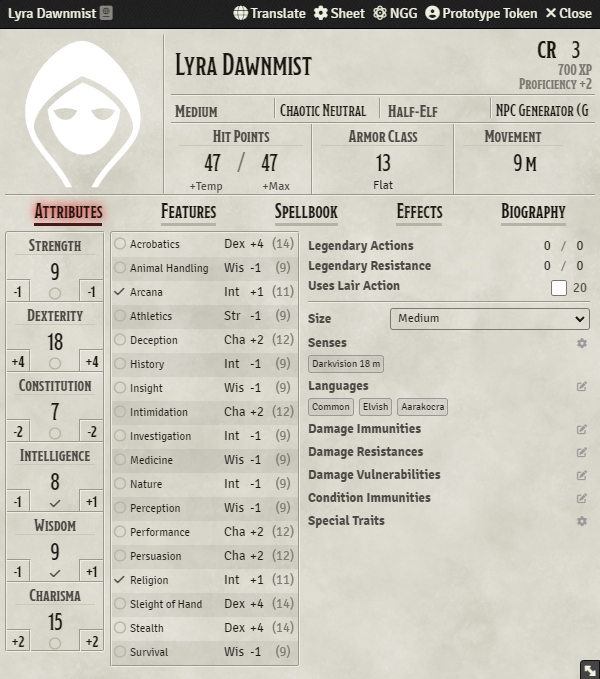 Lyra Dawnmist Translate Sheet NGG Prototype Token Close
Lyra Dawnmist
CR 3
700 XP
Proficiency +2
Medium Chaotic Neutral Half-Elf NPC Generator (G
Hit Points Armor Class Movement
47 / 47 13 9 m
+Temp +Max Flat
Attributes Features Spellbook Effects Biography
Strength
9
-1 -1
Dexterity
18
+4 +4
Constitution
7
-2 -2
Intelligence
8
-1 +1
Wisdom
9
-1 +1
Charisma
15
+2 +2
Acrobatics Dex +4 (14)
Animal Handling Wis -1 (9)
Arcana Int +1 (11)
Athletics Str -1 (9)
Deception Cha +2 (12)
History Int -1 (9)
Insight Wis -1 (9)
Intimidation Cha +2 (12)
Investigation Int -1 (9)
Medicine Wis -1 (9)
Nature Int -1 (9)
Perception Wis -1 (9)
Performance Cha +2 (12)
Persuasion Cha +2 (12)
Religion Int +1 (11)
Sleight of Hand Dex +4 (14)
Stealth Dex +4 (14)
Survival Wis -1 (9)
Legendary Actions 0 / 0
Legendary Resistance 0 / 0
Uses Lair Action 20
Size Medium
Senses
Darkvision 18 m
Languages
Common Elvish Aarakocra
Damage Immunities
Damage Resistances
Damage Vulnerabilities
Condition Immunities
Special Traits